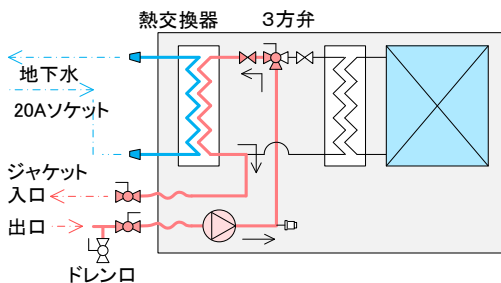 熱交換器
3方弁
地下水
20Aソケット
ジャケット
入口
出口
ドレン口